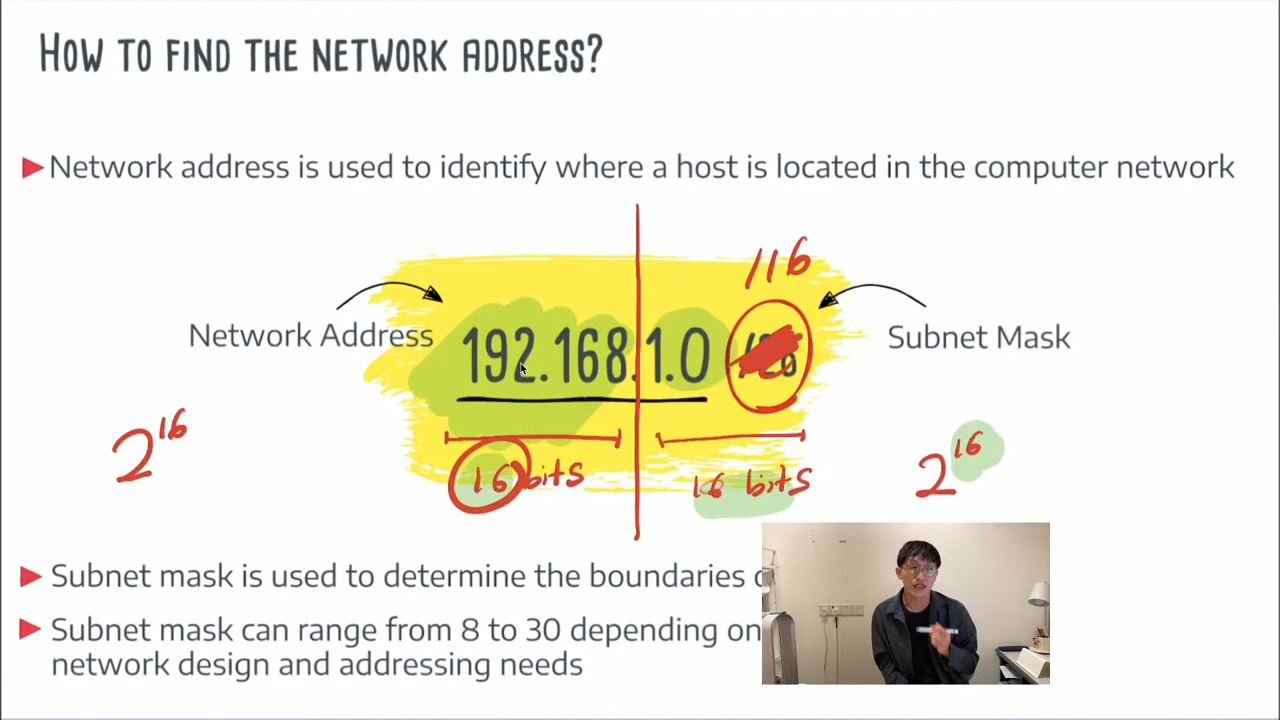 HOW TO FIND THE NETWORK ADDRESS?
Network address is used to identify where a host is located in the computer network
/16
Network Address
192.168.1.0
Subnet Mask
2^16
16 bits
16 bits
2^16
Subnet mask is used to determine the boundaries
Subnet mask can range from 8 to 30 depending on
network design and addressing needs